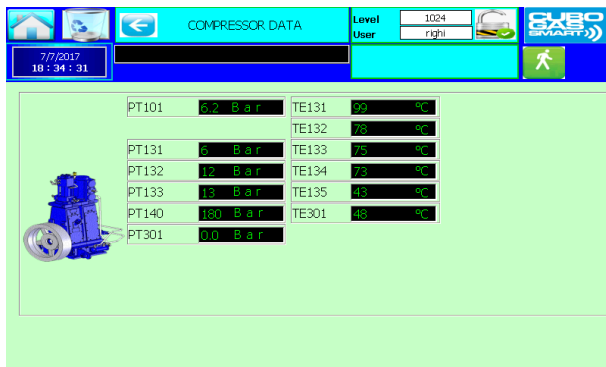 COMPRESSOR DATA
Level 1024
User righi
CUBO
GAS
SMART))
7/7/2017
18 : 34 : 31
PT101 6.2 Bar TE131 99 °C
TE132 78 °C
PT131 6 Bar TE133 75 °C
PT132 12 Bar TE134 73 °C
PT133 13 Bar TE135 43 °C
PT140 180 Bar TE301 48 °C
PT301 0.0 Bar